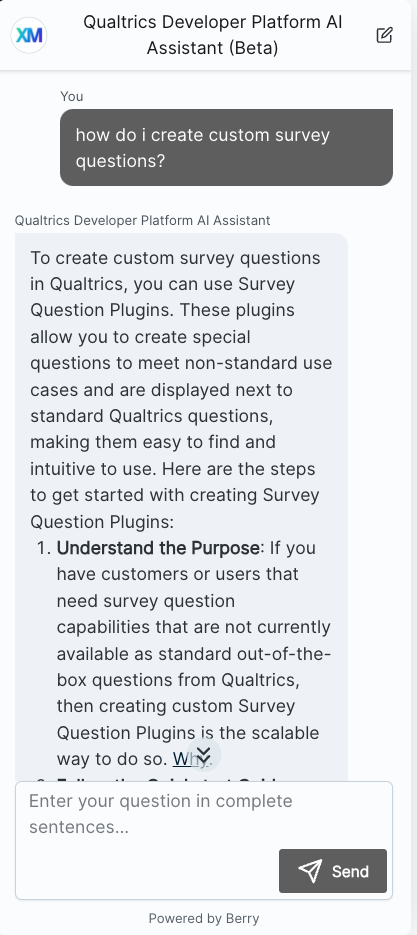 XM
Qualtrics Developer Platform AI
Assistant (Beta)
You
how do i create custom survey
questions?
Qualtrics Developer Platform AI Assistant
To create custom survey questions
in Qualtrics, you can use Survey
Question Plugins. These plugins
allow you to create special
questions to meet non-standard use
cases and are displayed next to
standard Qualtrics questions,
making them easy to find and
intuitive to use. Here are the steps
to get started with creating Survey
Question Plugins:
1. Understand the Purpose: If you
have customers or users that
need survey question
capabilities that are not currently
available as standard out-of-the-
box questions from Qualtrics,
then creating custom Survey
Question Plugins is the scalable
way to do so. Why.
Enter your question in complete
sentences...
Send
Powered by Berry